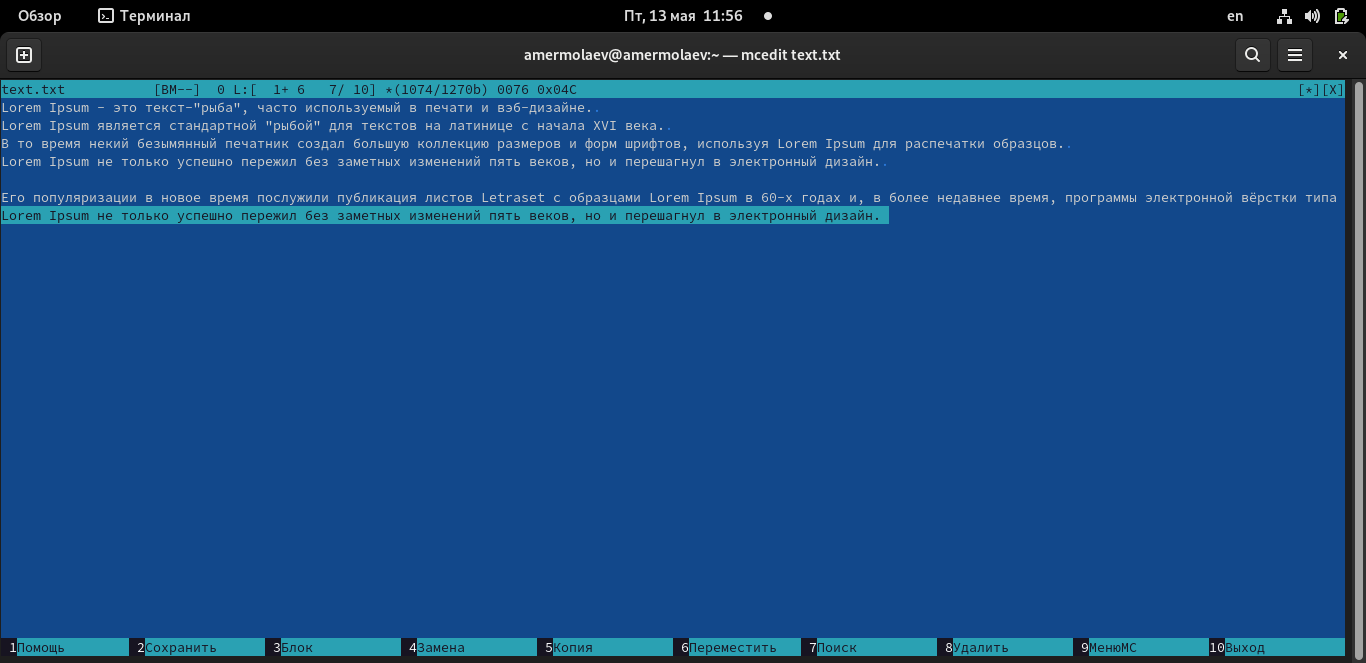 Обзор Терминал Пт, 13 мая 11:56 en
amermolaev@amermolaev:~ — mcedit text.txt
text.txt [BM--] 0 L:[ 1+ 6 7/ 10] *(1074/1270b) 0076 0x04C [*][X]
Lorem Ipsum - это текст-"рыба", часто используемый в печати и вэб-дизайне..
Lorem Ipsum является стандартной "рыбой" для текстов на латинице с начала XVI века..
В то время некий безымянный печатник создал большую коллекцию размеров и форм шрифтов, используя Lorem Ipsum для распечатки образцов..
Lorem Ipsum не только успешно пережил без заметных изменений пять веков, но и перешагнул в электронный дизайн..
Его популяризации в новое время послужили публикация листов Letraset с образцами Lorem Ipsum в 60-х годах и, в более недавнее время, программы электронной вёрстки типа
Lorem Ipsum не только успешно пережил без заметных изменений пять веков, но и перешагнул в электронный дизайн.
1Помощь 2Сохранить 3Блок 4Замена 5Копия 6Переместить 7Поиск 8Удалить 9МенюMC 10Выход